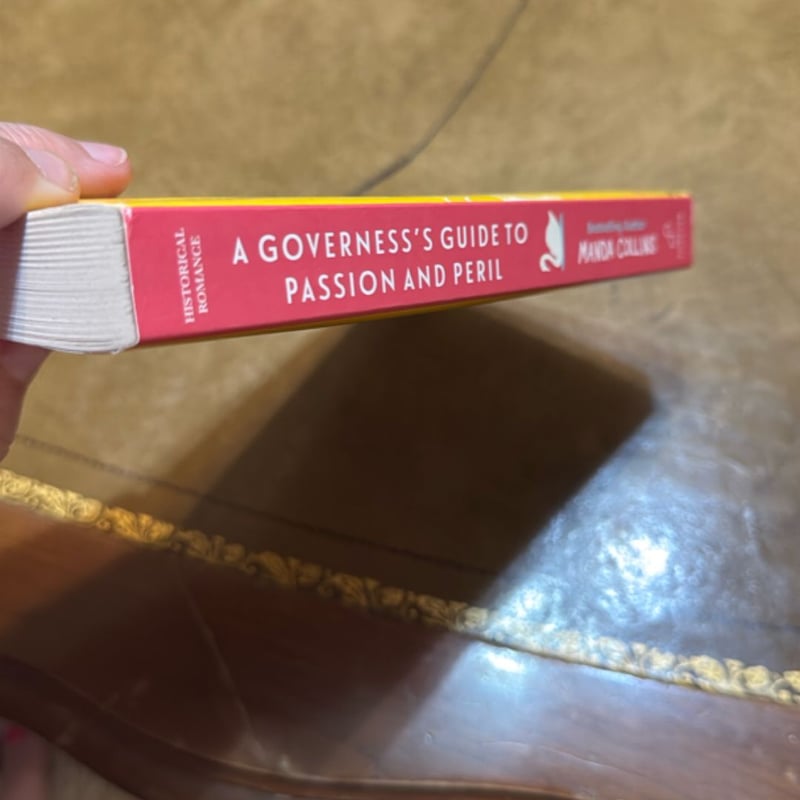 HISTORICAL
ROMANCE
A GOVERNESS'S GUIDE TO
PASSION AND PERIL
Bestselling Author
MANDA COLLINS